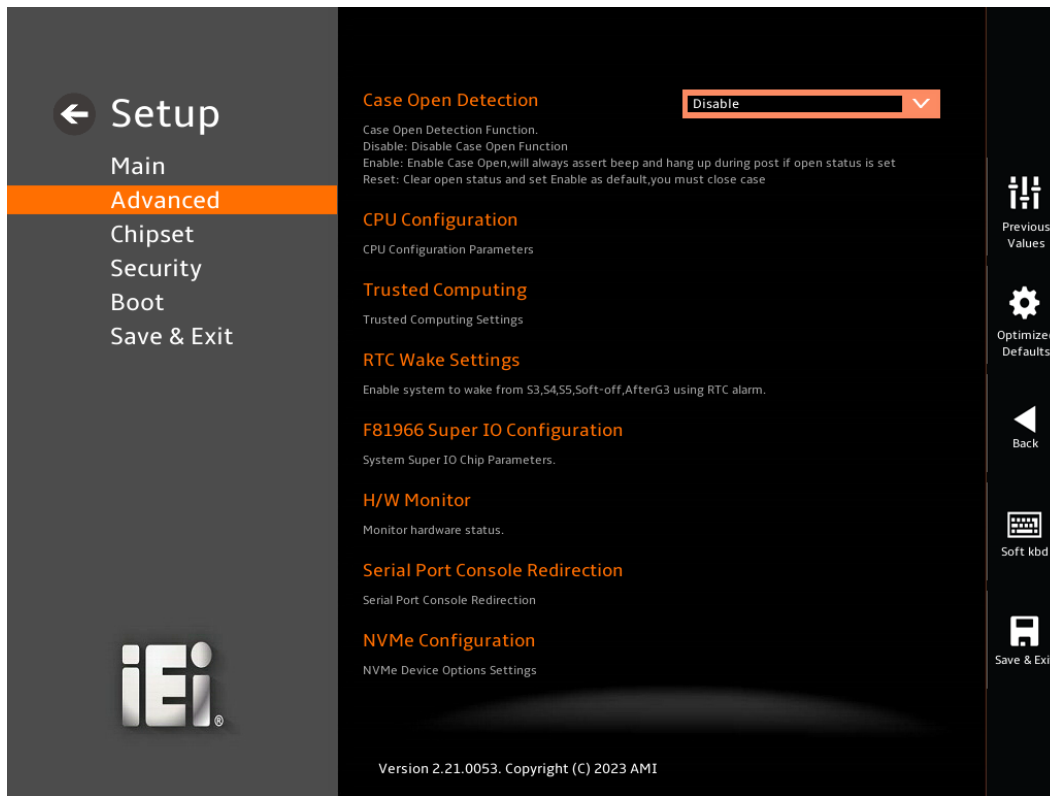 Setup
Main
Advanced
Chipset
Security
Boot
Save & Exit
iEi®
Case Open Detection
Disable
Case Open Detection Function.
Disable: Disable Case Open Function
Enable: Enable Case Open,will always assert beep and hang up during post if open status is set
Reset: Clear open status and set Enable as default,you must close case
CPU Configuration
CPU Configuration Parameters
Trusted Computing
Trusted Computing Settings
RTC Wake Settings
Enable system to wake from S3,S4,S5,Soft-off,AfterG3 using RTC alarm.
F81966 Super IO Configuration
System Super IO Chip Parameters.
H/W Monitor
Monitor hardware status.
Serial Port Console Redirection
Serial Port Console Redirection
NVMe Configuration
NVMe Device Options Settings
Version 2.21.0053. Copyright (C) 2023 AMI
Previous
Values
Optimized
Defaults
Back
Soft kbd
Save & Exi